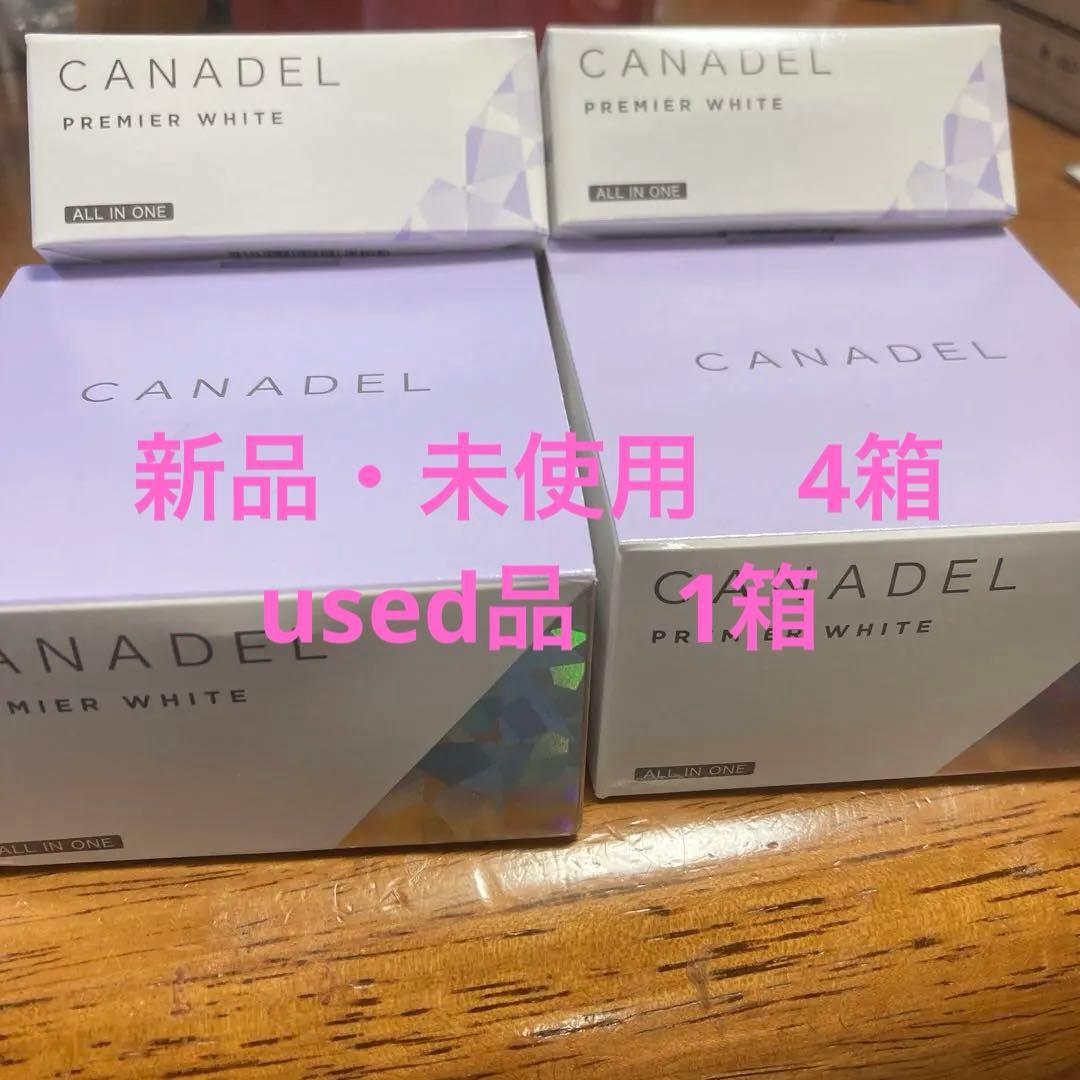 CANADEL
PREMIER WHITE
ALL IN ONE
CANADEL
PREMIER WHITE
ALL IN ONE
CANADEL
CANADEL
新品・未使用　4箱
used品　1箱
ANADEL
MIER WHITE
ALL IN ONE
CANADEL
PREMIER WHITE
ALL IN ONE